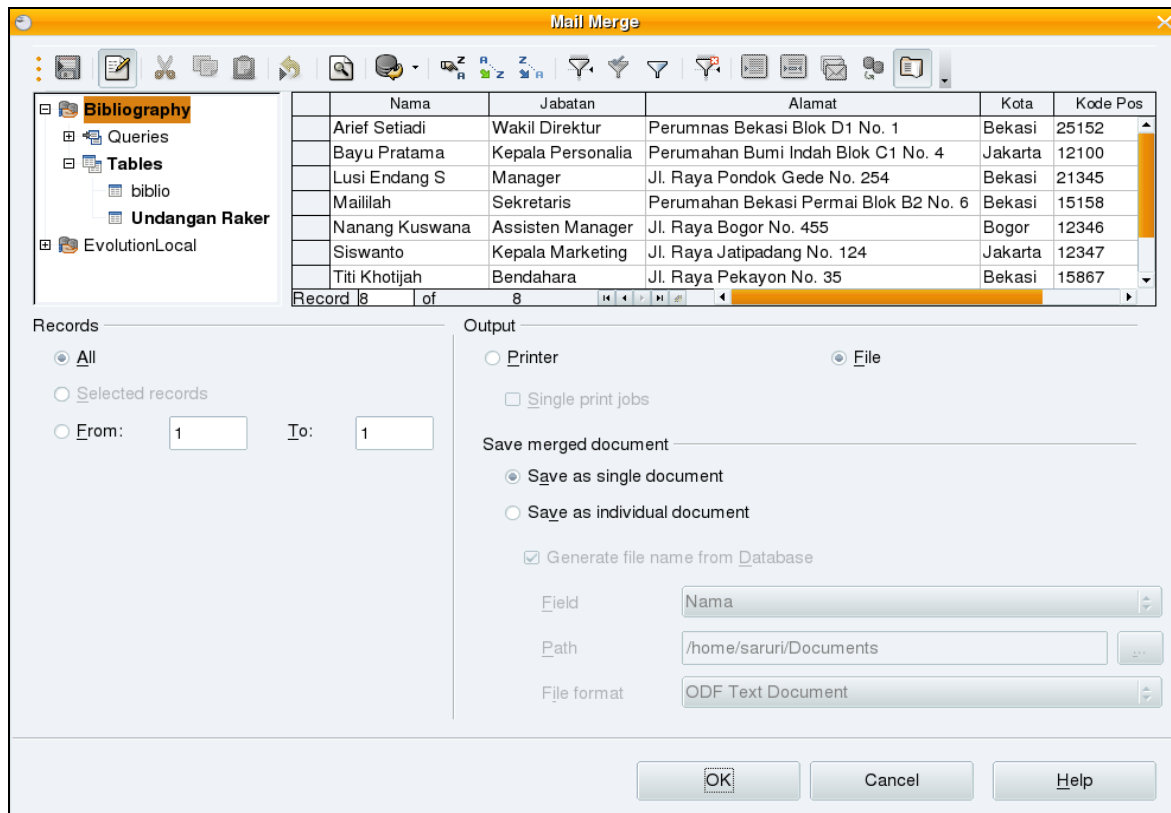 Mail Merge
Bibliography
Queries
Tables
biblio
Undangan Raker
EvolutionLocal
Nama Jabatan Alamat Kota Kode Pos
Arief Setiadi Wakil Direktur Perumnas Bekasi Blok D1 No. 1 Bekasi 25152
Bayu Pratama Kepala Personalia Perumahan Bumi Indah Blok C1 No. 4 Jakarta 12100
Lusi Endang S Manager Jl. Raya Pondok Gede No. 254 Bekasi 21345
Maililah Sekretaris Perumahan Bekasi Permai Blok B2 No. 6 Bekasi 15158
Nanang Kuswana Assisten Manager Jl. Raya Bogor No. 455 Bogor 12346
Siswanto Kepala Marketing Jl. Raya Jatipadang No. 124 Jakarta 12347
Titi Khotijah Bendahara Jl. Raya Pekayon No. 35 Bekasi 15867
Record 8 of 8
Records
All
Selected records
From: 1 To: 1
Output
Printer File
Single print jobs
Save merged document
Save as single document
Save as individual document
Generate file name from Database
Field Nama
Path /home/saruri/Documents ...
File format ODF Text Document
OK Cancel Help